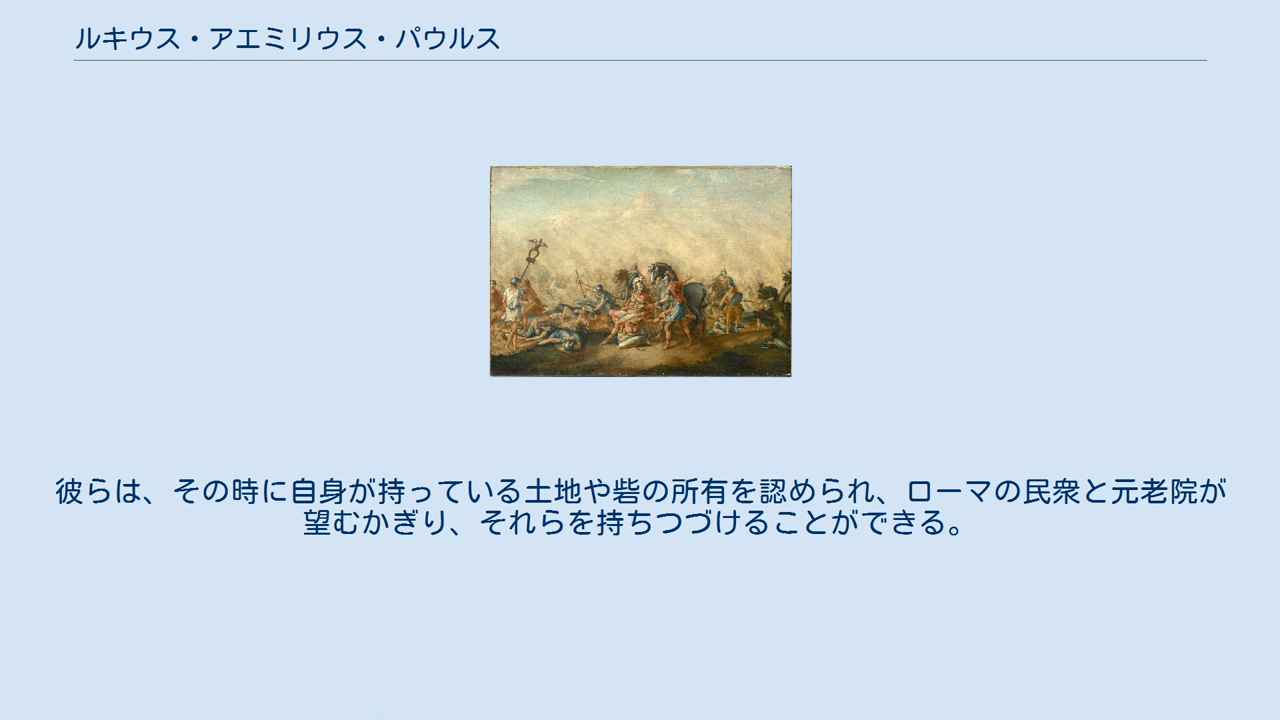 ルキウス・アエミリウス・パウルス
彼らは、その時に自身が持っている土地や砦の所有を認められ、ローマの民衆と元老院が
望むかぎり、それらを持ちつづけることができる。